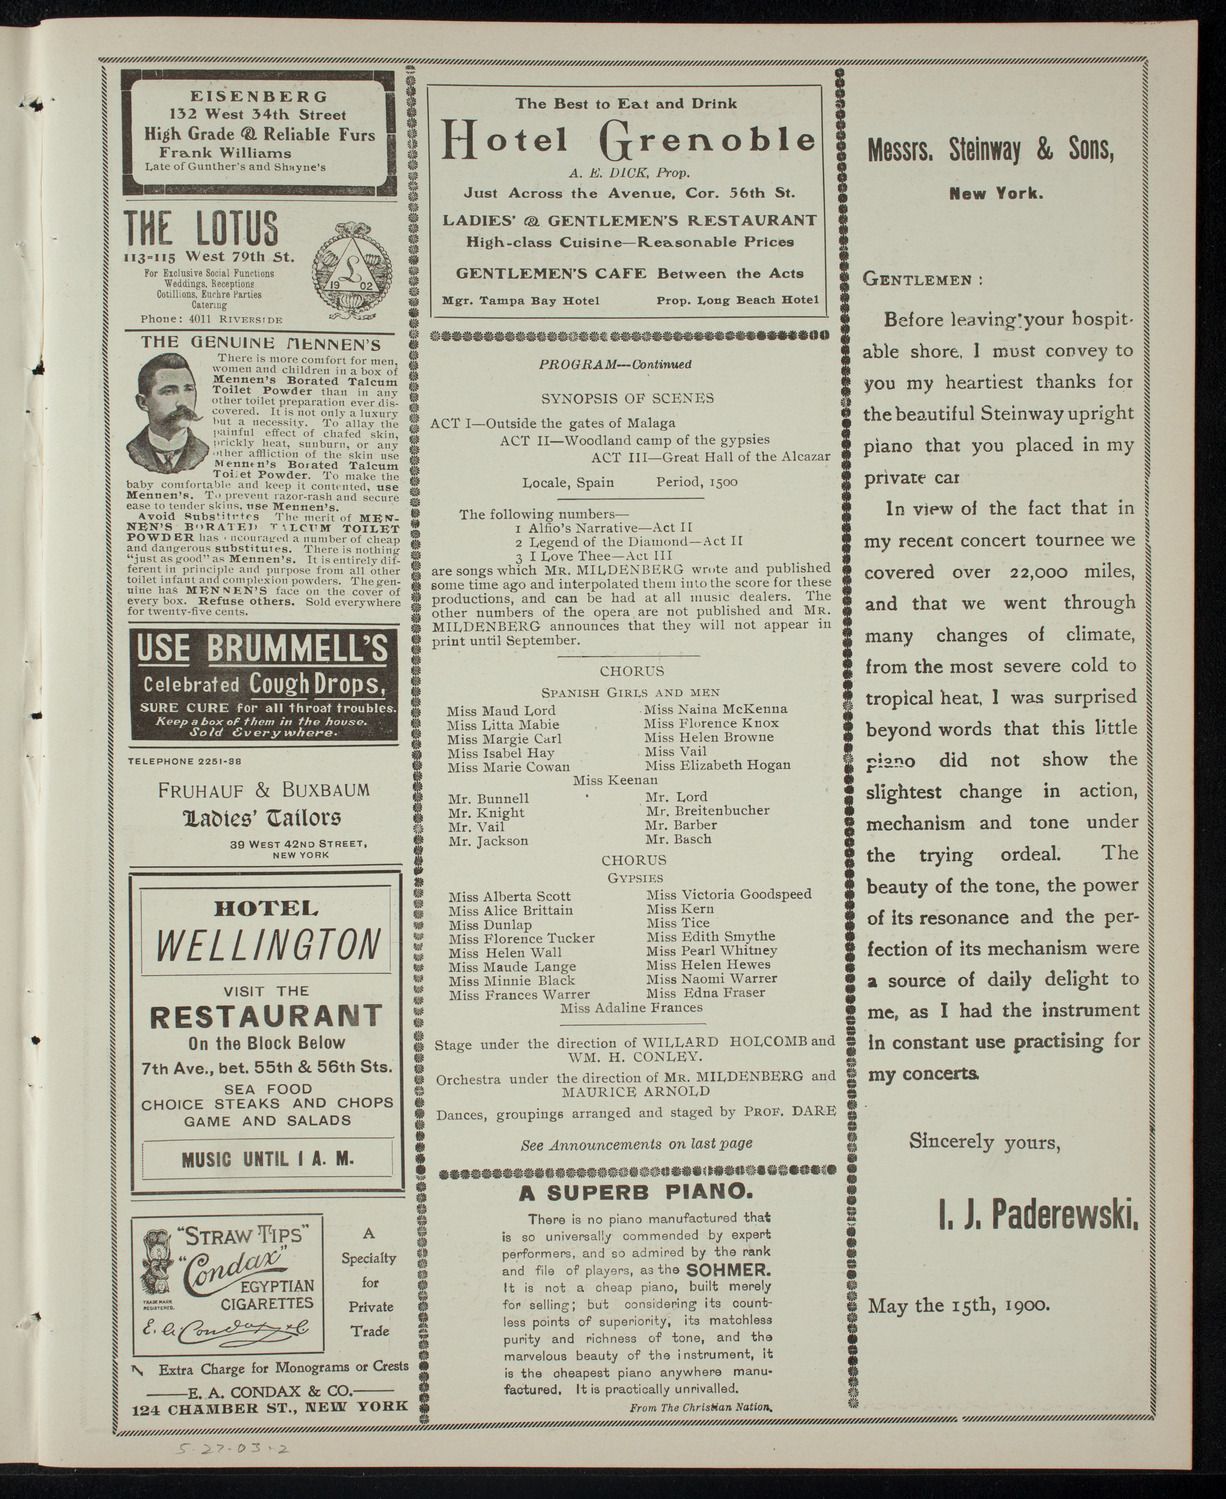 EISENBERG
132 West 34th Street
High Grade & Reliable Furs
Frank Williams
Late of Gunther's and Shayne's
THE LOTUS
113-115 West 79th St.
For Exclusive Social Functions
Weddings, Receptions
Cotillions, Euchre Parties
Catering
Phone: 4011 RIVERSIDE
L
19 02
THE GENUINE MENNEN'S
There is more comfort for men,
women and children in a box of
Mennen's Borated Talcum
Toilet Powder than in any
other toilet preparation ever dis-
covered. It is not only a luxury
but a necessity. To allay the
painful effect of chafed skin,
prickly heat, sunburn, or any
other affliction of the skin use
Mennen's Borated Talcum
Toilet Powder. To make the
baby comfortable and keep it contented, use
Mennen's. To prevent razor-rash and secure
ease to tender skins, use Mennen's.
Avoid Substitutes The merit of MEN-
NEN'S BORATED TALCUM TOILET
POWDER has encouraged a number of cheap
and dangerous substitutes. There is nothing
"just as good" as Mennen's. It is entirely dif-
ferent in principle and purpose from all other
toilet infant and complexion powders. The gen-
uine has MENNEN'S face on the cover of
every box. Refuse others. Sold everywhere
for twenty-five cents.
USE BRUMMELL'S
Celebrated Cough Drops,
SURE CURE for all throat troubles.
Keep a box of them in the house.
Sold Everywhere.
TELEPHONE 2251-38
FRUHAUF & BUXBAUM
Ladies' Tailors
39 WEST 42ND STREET,
NEW YORK
HOTEL
WELLINGTON
VISIT THE
RESTAURANT
On the Block Below
7th Ave., bet. 55th & 56th Sts.
SEA FOOD
CHOICE STEAKS AND CHOPS
GAME AND SALADS
MUSIC UNTIL 1 A. M.
"STRAW TIPS"
"Condax"
EGYPTIAN
CIGARETTES
TRADE MARK
REGISTERED.
E. A. Condax & Co
A
Specialty
for
Private
Trade
Extra Charge for Monograms or Crests
E. A. CONDAX & CO.
124 CHAMBER ST., NEW YORK
5-27-03-2
The Best to Eat and Drink
Hotel Grenoble
A. E. DICK, Prop.
Just Across the Avenue, Cor. 56th St.
LADIES' & GENTLEMEN'S RESTAURANT
High-class Cuisine—Reasonable Prices
GENTLEMEN'S CAFE Between the Acts
Mgr. Tampa Bay Hotel Prop. Long Beach Hotel
PROGRAM—Continued
SYNOPSIS OF SCENES
ACT I—Outside the gates of Malaga
ACT II—Woodland camp of the gypsies
ACT III—Great Hall of the Alcazar
Locale, Spain Period, 1500
The following numbers—
1 Alfio's Narrative—Act II
2 Legend of the Diamond—Act II
3 I Love Thee—Act III
are songs which MR. MILDENBERG wrote and published
some time ago and interpolated them into the score for these
productions, and can be had at all music dealers. The
other numbers of the opera are not published and MR.
MILDENBERG announces that they will not appear in
print until September.
CHORUS
SPANISH GIRLS AND MEN
Miss Maud Lord Miss Naina McKenna
Miss Litta Mabie Miss Florence Knox
Miss Margie Carl Miss Helen Browne
Miss Isabel Hay Miss Vail
Miss Marie Cowan Miss Elizabeth Hogan
Miss Keenan
Mr. Bunnell Mr. Lord
Mr. Knight Mr. Breitenbucher
Mr. Vail Mr. Barber
Mr. Jackson Mr. Basch
CHORUS
GYPSIES
Miss Alberta Scott Miss Victoria Goodspeed
Miss Alice Brittain Miss Kern
Miss Dunlap Miss Tice
Miss Florence Tucker Miss Edith Smythe
Miss Helen Wall Miss Pearl Whitney
Miss Maude Lange Miss Helen Hewes
Miss Minnie Black Miss Naomi Warrer
Miss Frances Warrer Miss Edna Fraser
Miss Adaline Frances
Stage under the direction of WILLARD HOLCOMB and
WM. H. CONLEY.
Orchestra under the direction of MR. MILDENBERG and
MAURICE ARNOLD
Dances, groupings arranged and staged by PROF. DARE
See Announcements on last page
A SUPERB PIANO.
There is no piano manufactured that
is so universally commended by expert
performers, and so admired by the rank
and file of players, as the SOHMER.
It is not a cheap piano, built merely
for selling; but considering its count-
less points of superiority, its matchless
purity and richness of tone, and the
marvelous beauty of the instrument, it
is the cheapest piano anywhere manu-
factured. It is practically unrivalled.
From The Christian Nation.
Messrs. Steinway & Sons,
New York.
GENTLEMEN :
Before leaving your hospit-
able shore, I must convey to
you my heartiest thanks for
the beautiful Steinway upright
piano that you placed in my
private car
In view of the fact that in
my recent concert tournee we
covered over 22,000 miles,
and that we went through
many changes of climate,
from the most severe cold to
tropical heat, I was surprised
beyond words that this little
piano did not show the
slightest change in action,
mechanism and tone under
the trying ordeal. The
beauty of the tone, the power
of its resonance and the per-
fection of its mechanism were
a source of daily delight to
me, as I had the instrument
in constant use practising for
my concerts.
Sincerely yours,
I. J. Paderewski.
May the 15th, 1900.